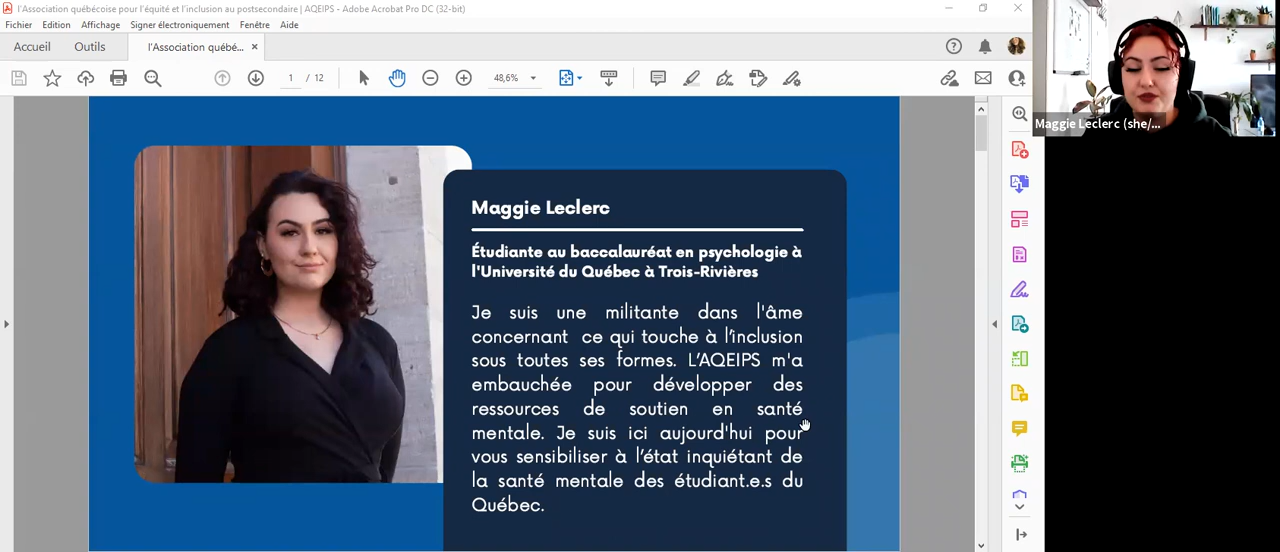 l'Association québécoise pour l'équité et l'inclusion au postsecondaire | AQEIPS - Adobe Acrobat Pro DC (32-bit)
Fichier Edition Affichage Signer électroniquement Fenêtre Aide
Accueil Outils l'Association québé... ×
1 / 12 48,6%
Maggie Leclerc (she/...
Maggie Leclerc
Étudiante au baccalauréat en psychologie à
l'Université du Québec à Trois-Rivières
Je suis une militante dans l'âme
concernant ce qui touche à l'inclusion
sous toutes ses formes. L'AQEIPS m'a
embauchée pour développer des
ressources de soutien en santé
mentale. Je suis ici aujourd'hui pour
vous sensibiliser à l'état inquiétant de
la santé mentale des étudiant.e.s du
Québec.